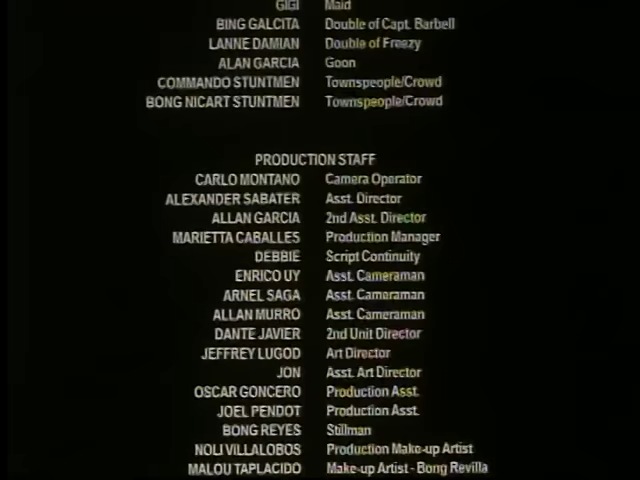 GIGI Maid
BING GALCITA Double of Capt. Barbell
LANNE DAMIAN Double of Freezy
ALAN GARCIA Goon
COMMANDO STUNTMEN Townspeople/Crowd
BONG NICART STUNTMEN Townspeople/Crowd
PRODUCTION STAFF
CARLO MONTANO Camera Operator
ALEXANDER SABATER Asst. Director
ALLAN GARCIA 2nd Asst. Director
MARIETTA CABALLES Production Manager
DEBBIE Script Continuity
ENRICO UY Asst. Cameraman
ARNEL SAGA Asst. Cameraman
ALLAN MURRO Asst. Cameraman
DANTE JAVIER 2nd Unit Director
JEFFREY LUGOD Art Director
JON Asst. Art Director
OSCAR GONCERO Production Asst.
JOEL PENDOT Production Asst.
BONG REYES Stillman
NOLI VILLALOBOS Production Make-up Artist
MALOU TAPLACIDO Make-up Artist - Bong Revilla